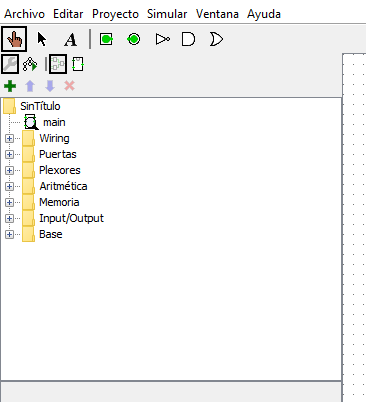 Archivo Editar Proyecto Simular Ventana Ayuda
A
SinTítulo
main
Wiring
Puertas
Plexores
Aritmética
Memoria
Input/Output
Base